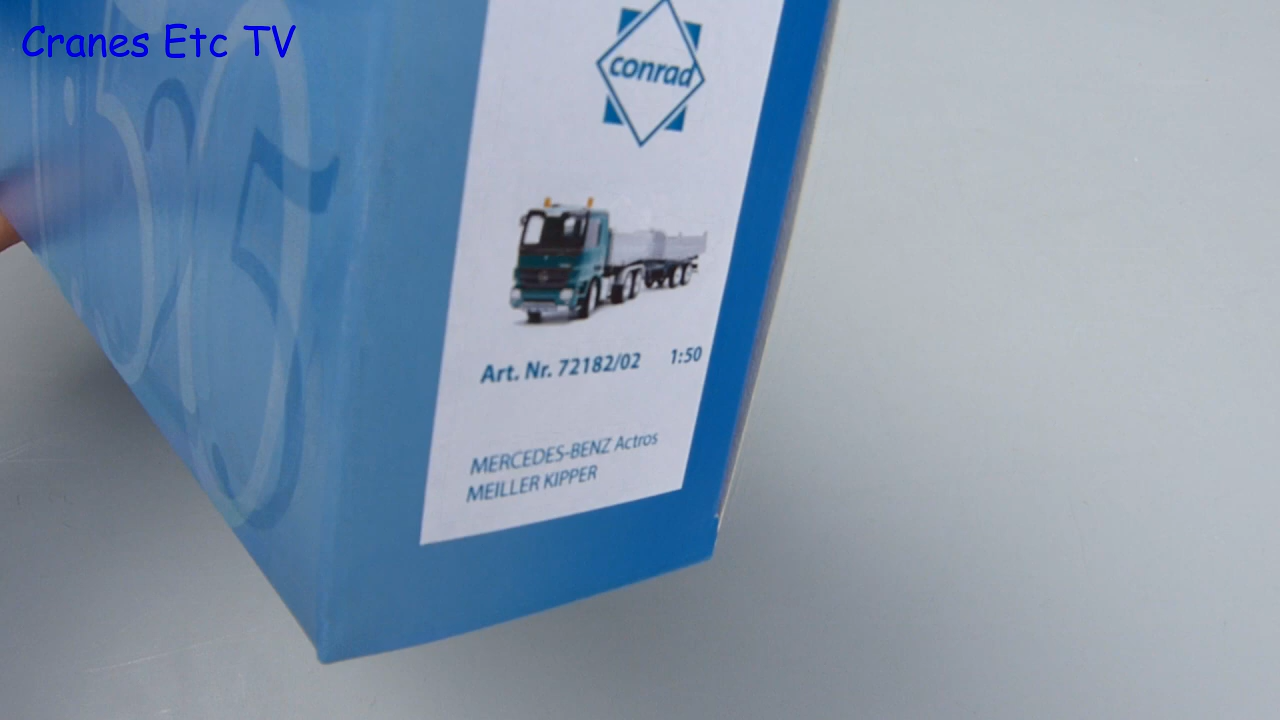 Cranes Etc TV
conrad
Art. Nr. 72182/02 1:50
MERCEDES-BENZ Actros
MEILLER KIPPER